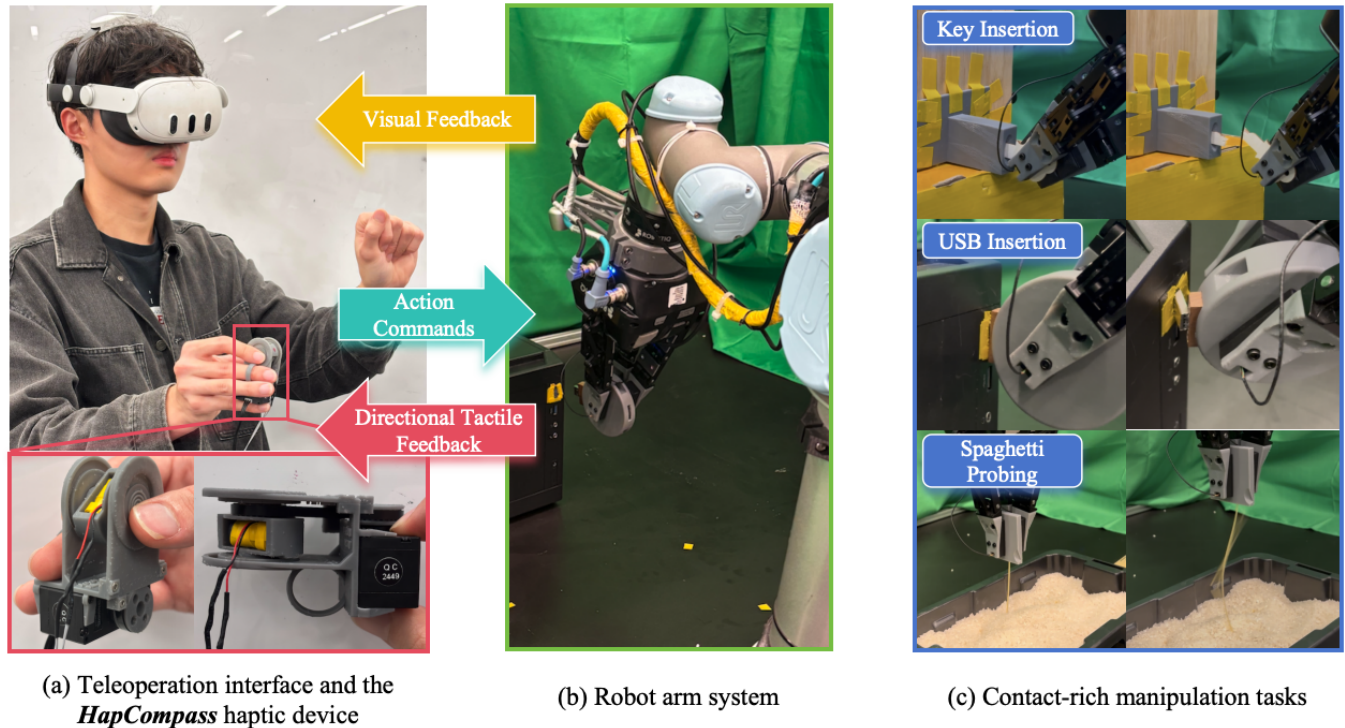 Visual Feedback
Action
Commands
Directional Tactile
Feedback
Q C
2449
Key Insertion
USB Insertion
Spaghetti
Probing
(a) Teleoperation interface and the
HapCompass haptic device
(b) Robot arm system
(c) Contact-rich manipulation tasks